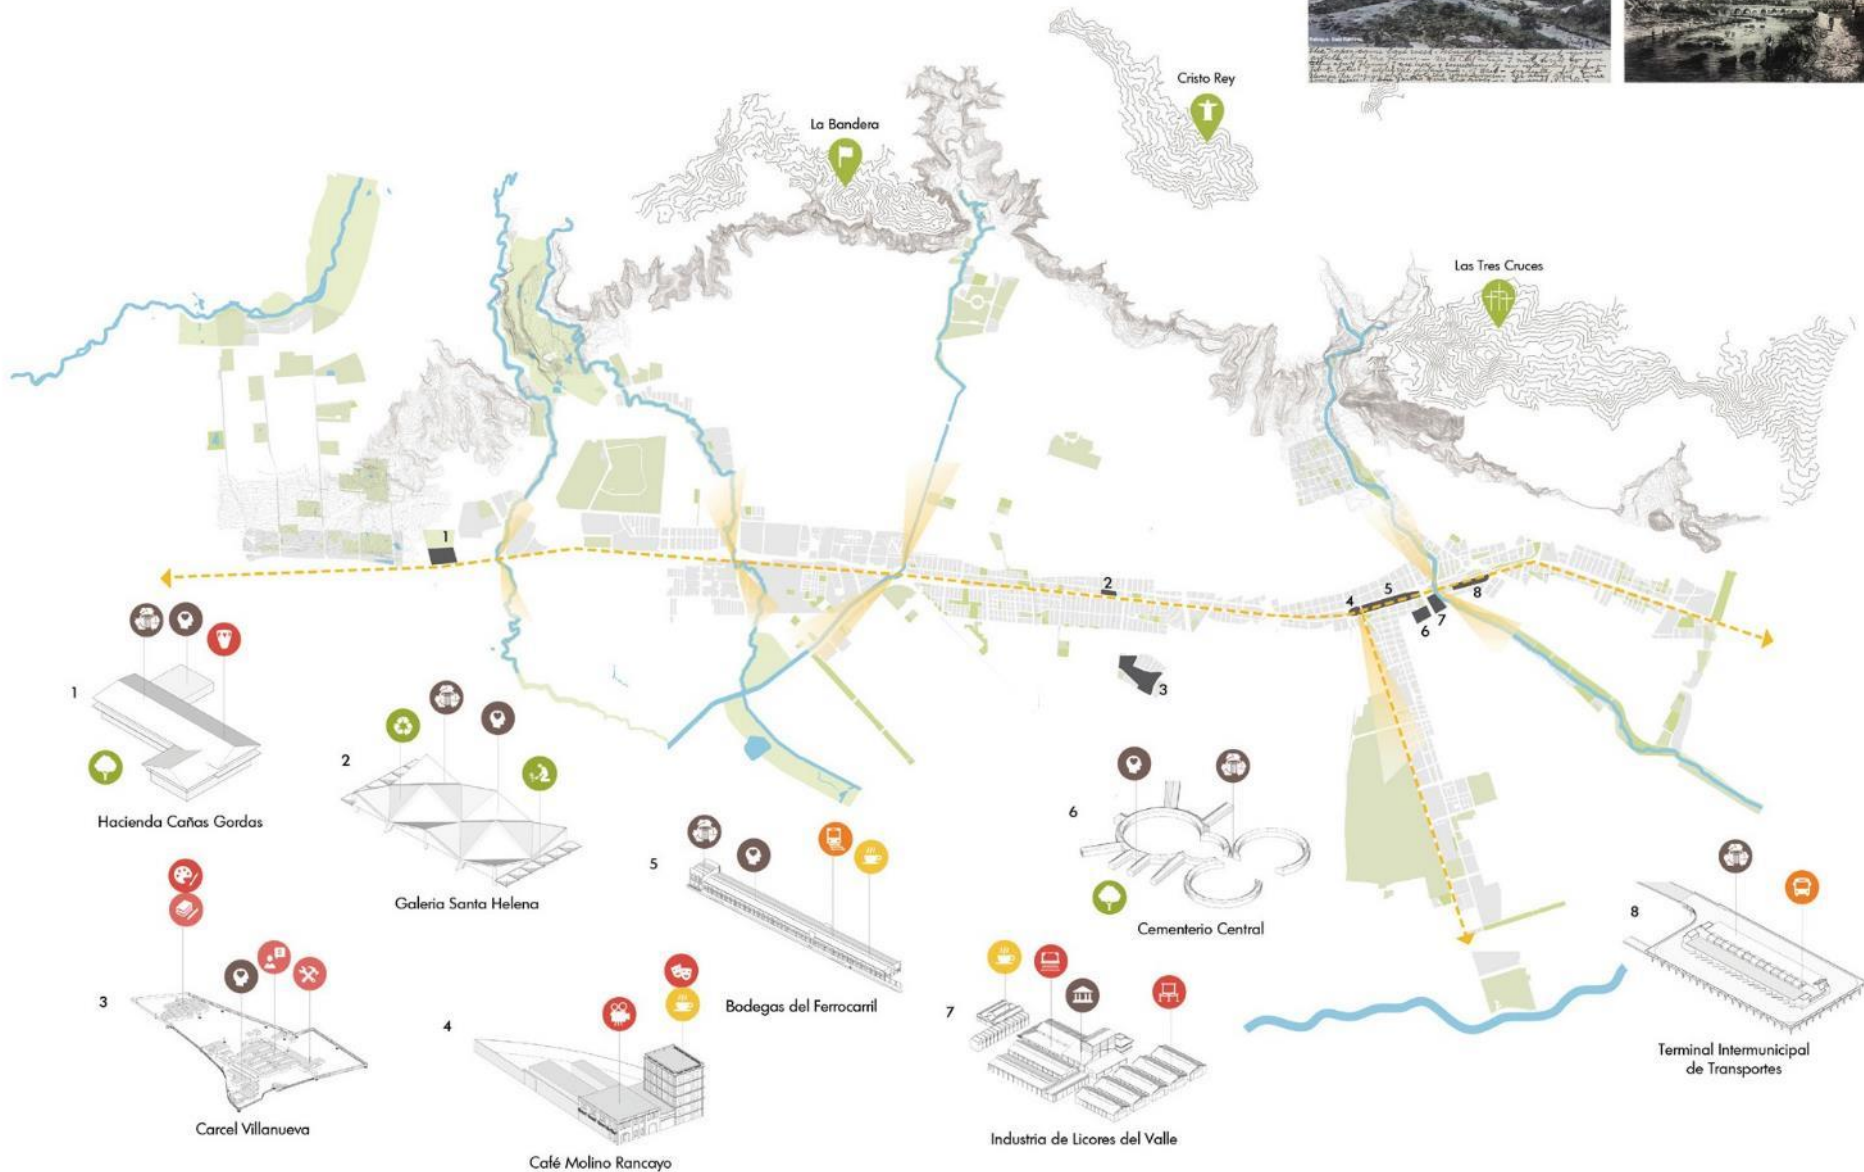 Cristo Rey
La Bandera
Las Tres Cruces
1
2
5
4
8
7
6
3
1
Hacienda Cañas Gordas
2
Galeria Santa Helena
3
Carcel Villanueva
4
Café Molino Rancayo
5
Bodegas del Ferrocarril
6
Cementerio Central
7
Industria de Licores del Valle
8
Terminal Intermunicipal
de Transportes